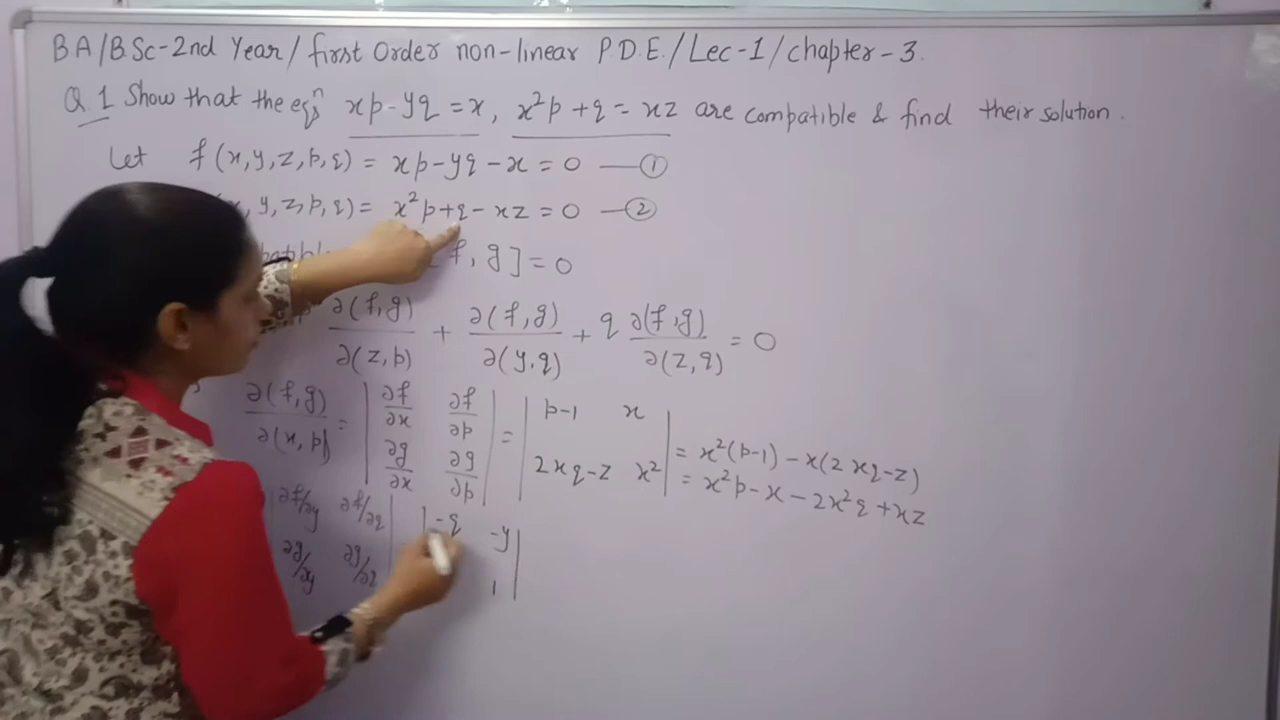 BA/B.Sc-2nd Year/ first Order non-linear P.D.E./Lec-1/chapter-3.
Q.1 Show that the eqⁿs xp-yq=x, x²p+q=xz are compatible & find their solution.
Let f(x,y,z,p,q) = xp-yq-x=0 —①
y,z,p,q)= x²p+q-xz=0 —②
f, g]=0
∂(f,g)/∂(z,p) + ∂(f,g)/∂(y,q) + q ∂(f,g)/∂(z,q) = 0
∂(f,g)/∂(x,p) = | ∂f/∂x ∂f/∂p ∂g/∂x ∂g/∂p | = | p-1 x 2xq-z x² | = x²(p-1)-x(2xq-z)
= x²p-x-2x²q+xz
| ∂f/∂y ∂f/∂q ∂g/∂y ∂g/∂q | | -q -y 1 |